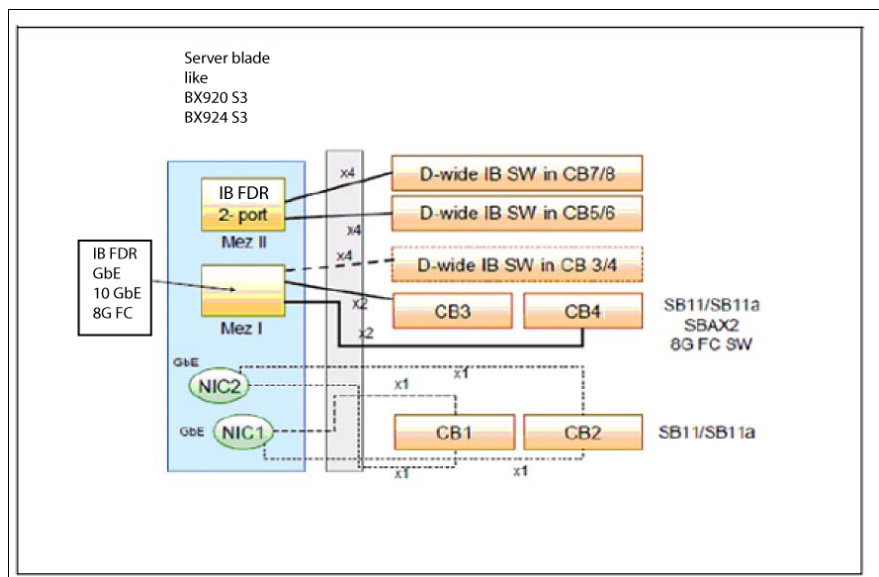 Server blade
like
BX920 S3
BX924 S3
x4
D-wide IB SW in CB7/8
IB FDR
2- port
Mez II
x4
D-wide IB SW in CB5/6
x4
D-wide IB SW in CB 3/4
IB FDR
GbE
10 GbE
8G FC
Mez I
x2
x2
CB3
CB4
SB11/SB11a
SBAX2
8G FC SW
GbE
NIC2
x1
x1
GbE
NIC1
CB1
CB2
SB11/SB11a
x1
x1